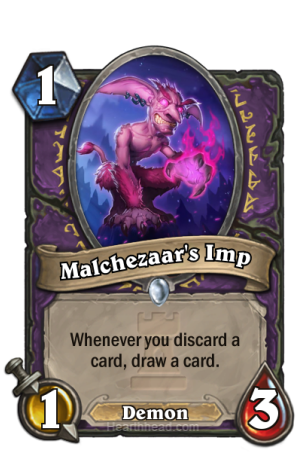 1
Malchezaar's Imp
Whenever you discard a
card, draw a card.
1
Demon
3
Hearthhead.com